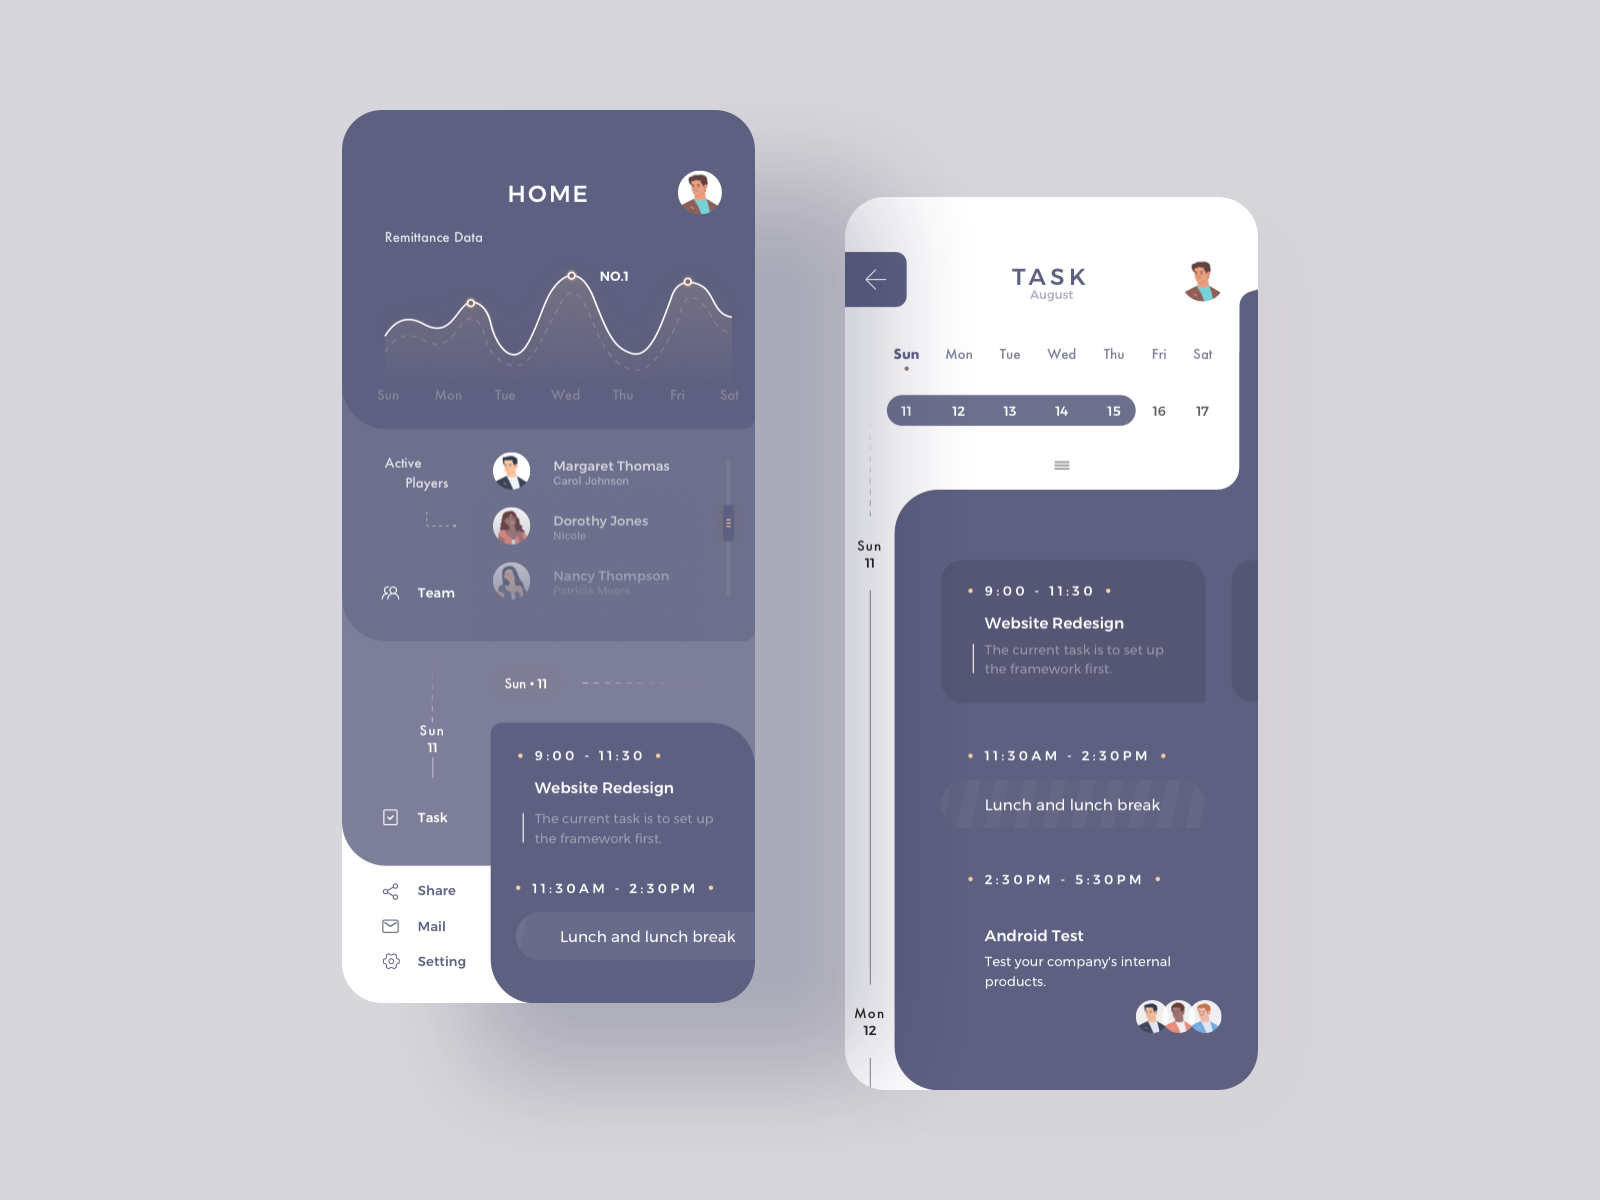 HOME
Remittance Data
NO.1
Sun Mon Tue Wed Thu Fri Sat
Active
Players
Margaret Thomas
Carol Johnson
Dorothy Jones
Nicole
Nancy Thompson
Patricia Moore
Team
Sun • 11
Sun
11
9:00 - 11:30
Website Redesign
The current task is to set up
the framework first.
Task
11:30AM - 2:30PM
Lunch and lunch break
Share
Mail
Setting
TASK
August
Sun Mon Tue Wed Thu Fri Sat
11 12 13 14 15 16 17
Sun
11
9:00 - 11:30
Website Redesign
The current task is to set up
the framework first.
11:30AM - 2:30PM
Lunch and lunch break
2:30PM - 5:30PM
Android Test
Test your company's internal
products.
Mon
12